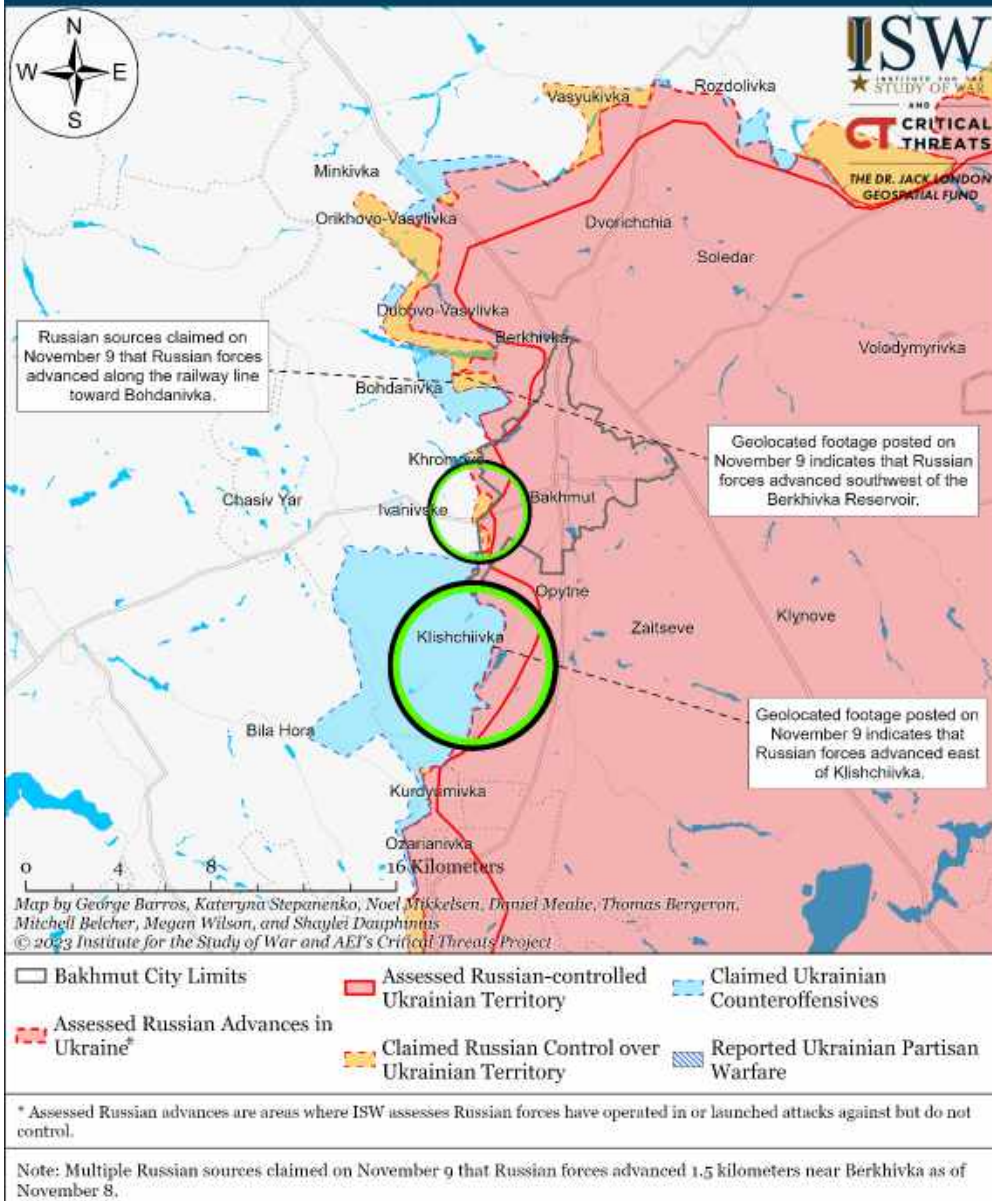 N
W E
S
ISW
INSTITUTE FOR THE
STUDY OF WAR
AND
CT CRITICAL
THREATS
THE DR. JACK LONDON
GEOSPATIAL FUND
Vasyukivka
Rozdolivka
Minkivka
Orikhovo-Vasylivka
Dvorichchia
Soledar
Dubovo-Vasylivka
Berkhivka
Volodymyrivka
Russian sources claimed on
November 9 that Russian forces
advanced along the railway line
toward Bohdanivka.
Bohdanivka
Geolocated footage posted on
November 9 indicates that Russian
forces advanced southwest of the
Berkhivka Reservoir.
Khromove
Chasiv Yar
Ivanivske
Bakhmut
Opytne
Klishchiivka
Zaitseve
Klynove
Bila Hora
Geolocated footage posted on
November 9 indicates that
Russian forces advanced east
of Klishchiivka.
Kurdyumivka
Ozarianivka
0 4 8 16 Kilometers
Map by George Barros, Kateryna Stepanenko, Noel Mikkelsen, Daniel Mealie, Thomas Bergeron,
Mitchell Belcher, Megan Wilson, and Shaylei Dauphinius
© 2023 Institute for the Study of War and AEI's Critical Threats Project
Bakhmut City Limits
Assessed Russian Advances in
Ukraine*
Assessed Russian-controlled
Ukrainian Territory
Claimed Russian Control over
Ukrainian Territory
Claimed Ukrainian
Counteroffensives
Reported Ukrainian Partisan
Warfare
* Assessed Russian advances are areas where ISW assesses Russian forces have operated in or launched attacks against but do not
control.
Note: Multiple Russian sources claimed on November 9 that Russian forces advanced 1.5 kilometers near Berkhivka as of
November 8.